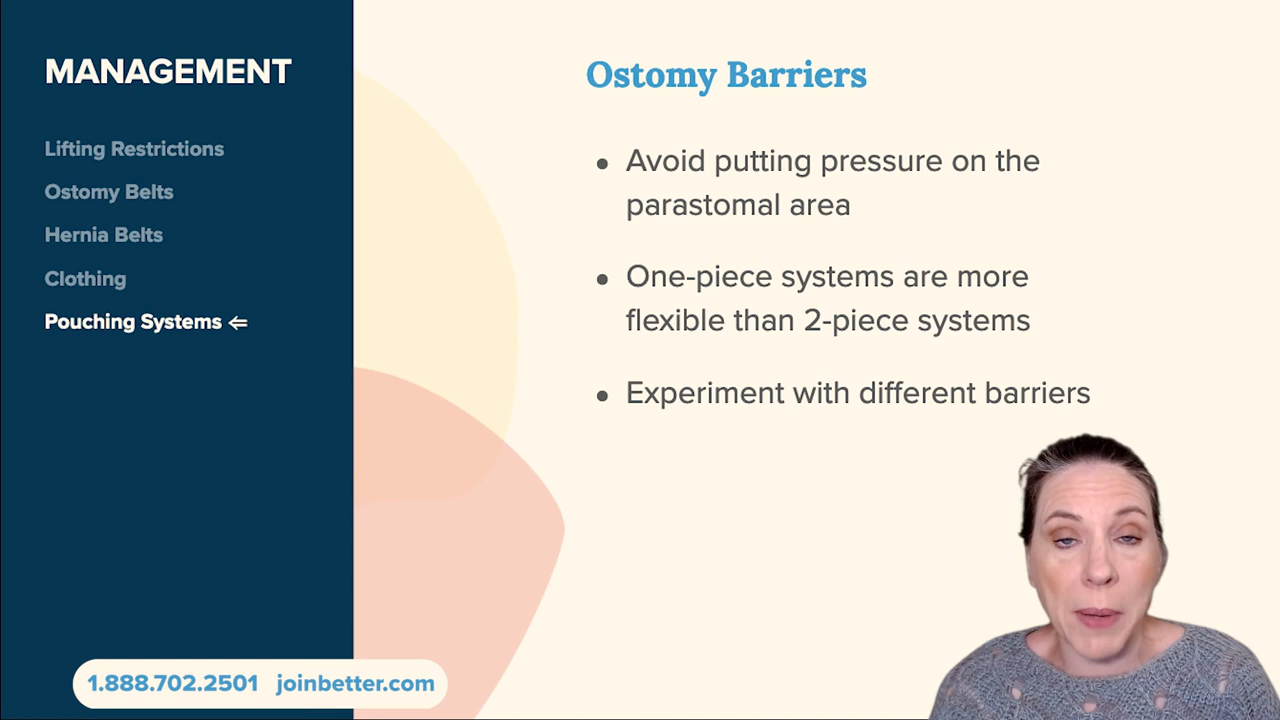 MANAGEMENT
Lifting Restrictions
Ostomy Belts
Hernia Belts
Clothing
Pouching Systems ⇐
Ostomy Barriers
• Avoid putting pressure on the
parastomal area
• One-piece systems are more
flexible than 2-piece systems
• Experiment with different barriers
1.888.702.2501 joinbetter.com